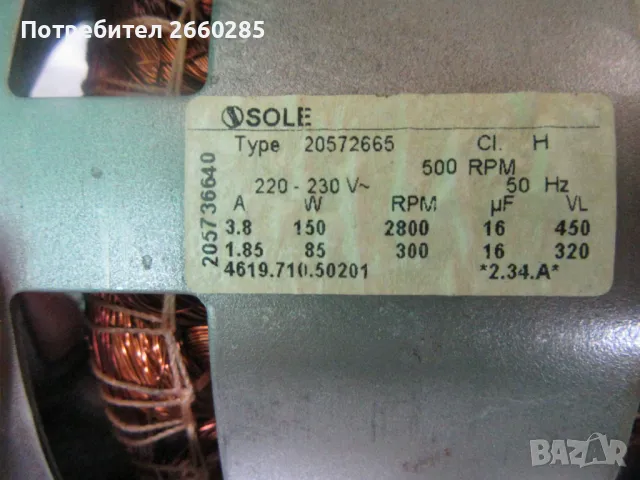 Потребител 2660285
SOLE
Type 20572665 Cl. H
500 RPM
220 - 230 V~ 50 Hz
A W RPM µF VL
3.8 150 2800 16 450
1.85 85 300 16 320
4619.710.50201 *2.34.A*
205736640
BAZAR